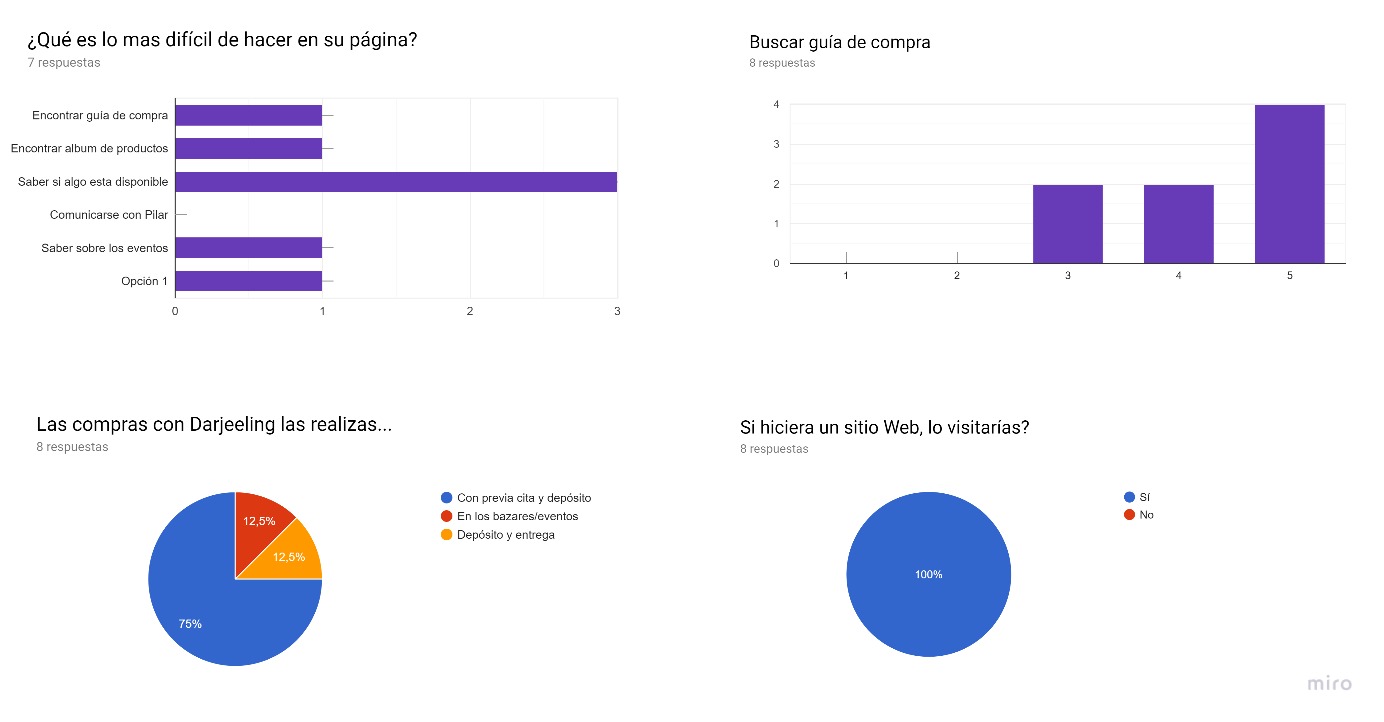 ¿Qué es lo mas difícil de hacer en su página?
7 respuestas
Encontrar guía de compra
Encontrar album de productos
Saber si algo esta disponible
Comunicarse con Pilar
Saber sobre los eventos
Opción 1
0 1 2 3
Buscar guía de compra
8 respuestas
4
3
2
1
0
1 2 3 4 5
Las compras con Darjeeling las realizas...
8 respuestas
12,5%
12,5%
75%
Con previa cita y depósito
En los bazares/eventos
Depósito y entrega
Si hiciera un sitio Web, lo visitarías?
8 respuestas
100%
Sí
No
miro